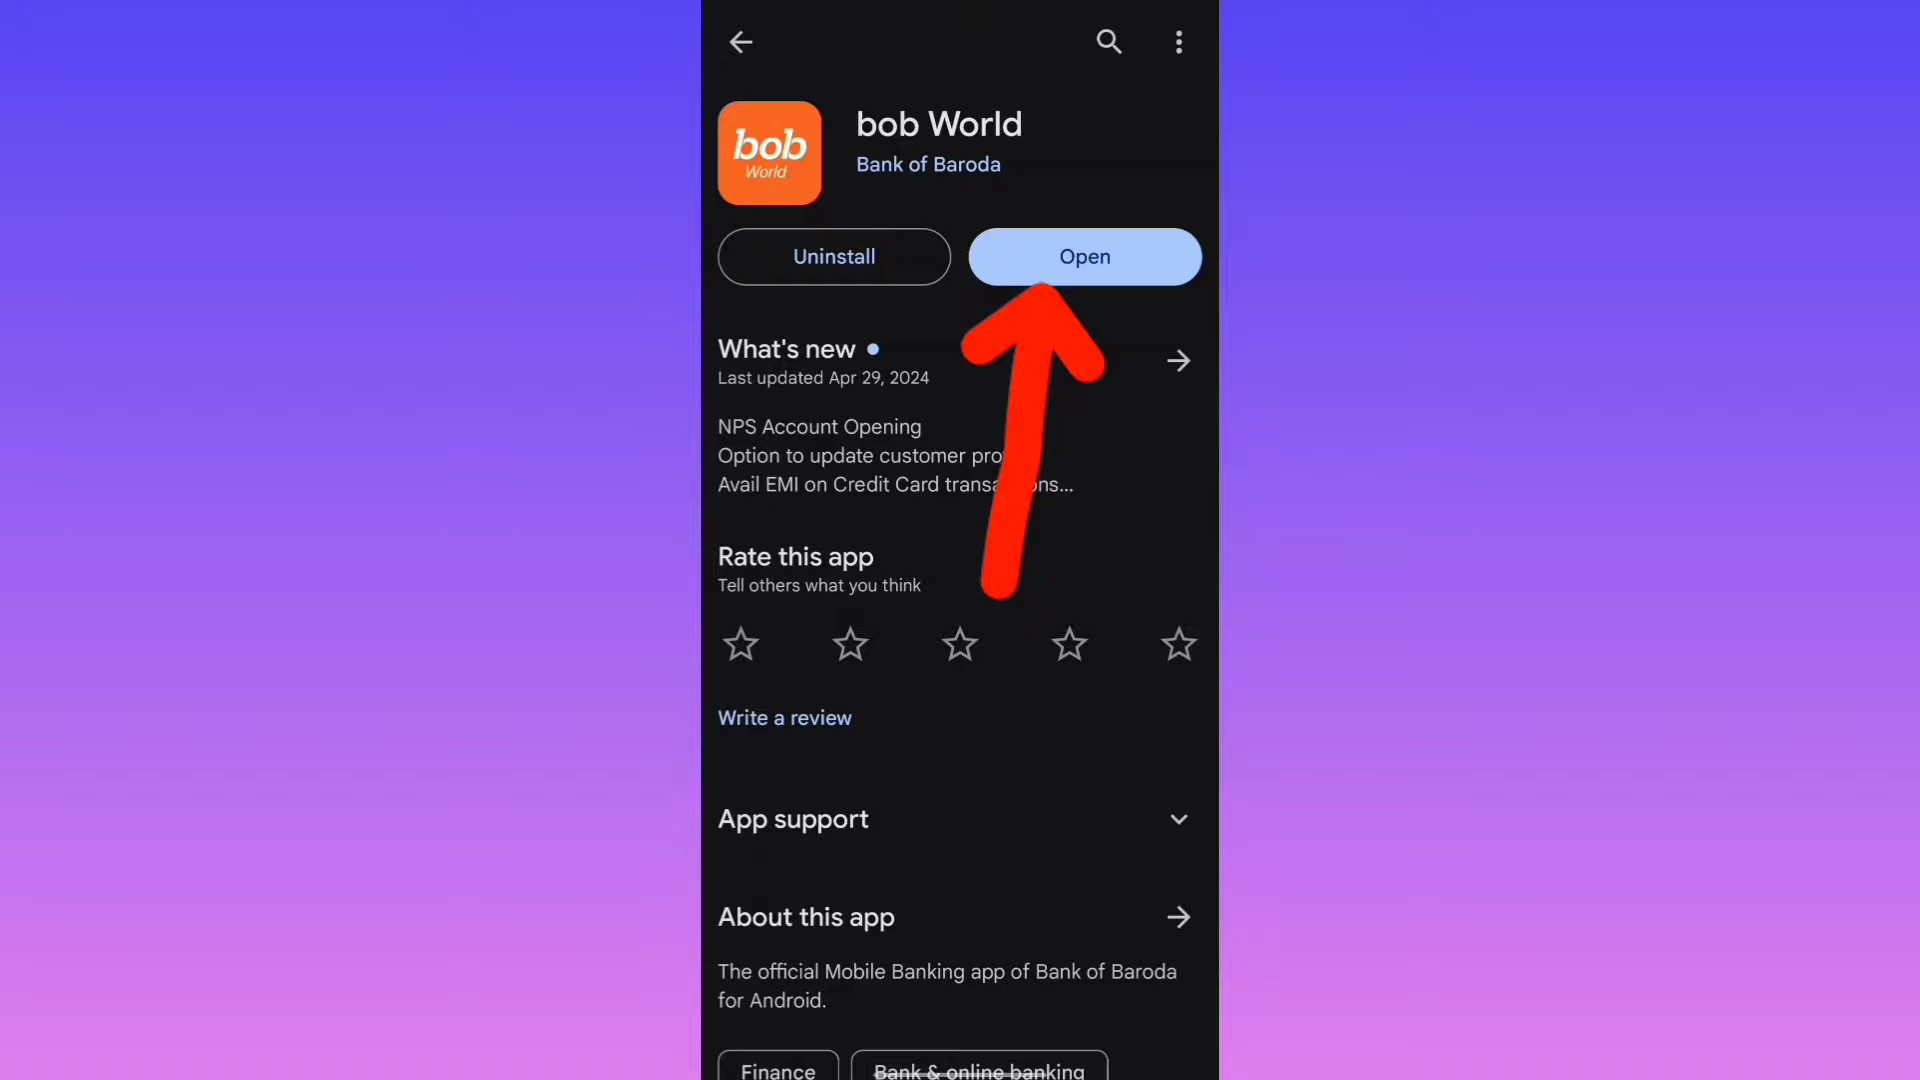 bob World
bob
World
Bank of Baroda
Uninstall
Open
What's new
Last updated Apr 29, 2024
NPS Account Opening
Option to update customer pro
Avail EMI on Credit Card transa ons...
Rate this app
Tell others what you think
Write a review
App support
About this app
The official Mobile Banking app of Bank of Baroda
for Android.
Finance
Bank & online banking